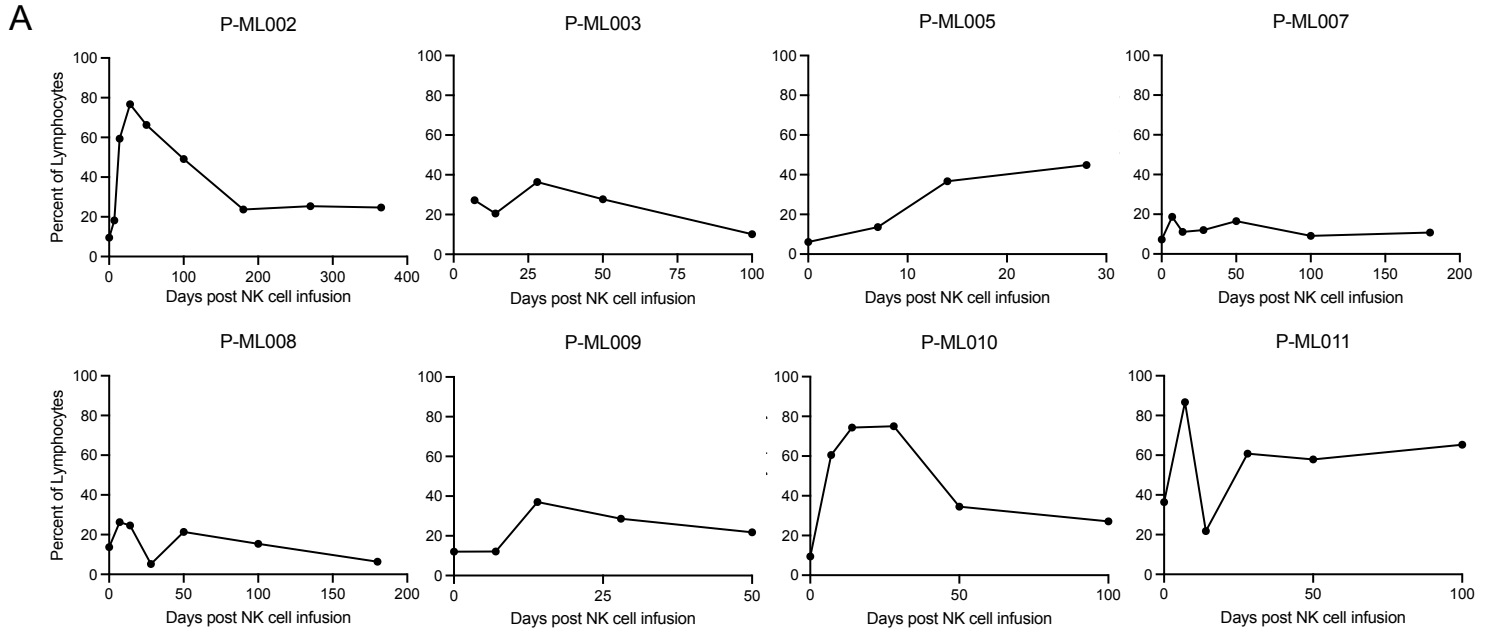 A
P-ML002
P-ML003
P-ML005
P-ML007
Percent of Lymphocytes
100
80
60
40
20
0
0 100 200 300 400
Days post NK cell infusion
100
80
60
40
20
0
0 25 50 75 100
Days post NK cell infusion
100
80
60
40
20
0
0 10 20 30
Days post NK cell infusion
100
80
60
40
20
0
0 50 100 150 200
Days post NK cell infusion
P-ML008
P-ML009
P-ML010
P-ML011
Percent of Lymphocytes
100
80
60
40
20
0
0 50 100 150 200
Days post NK cell infusion
100
80
60
40
20
0
0 25 50
Days post NK cell infusion
100
80
60
40
20
0
0 50 100
Days post NK cell infusion
100
80
60
40
20
0
0 50 100
Days post NK cell infusion